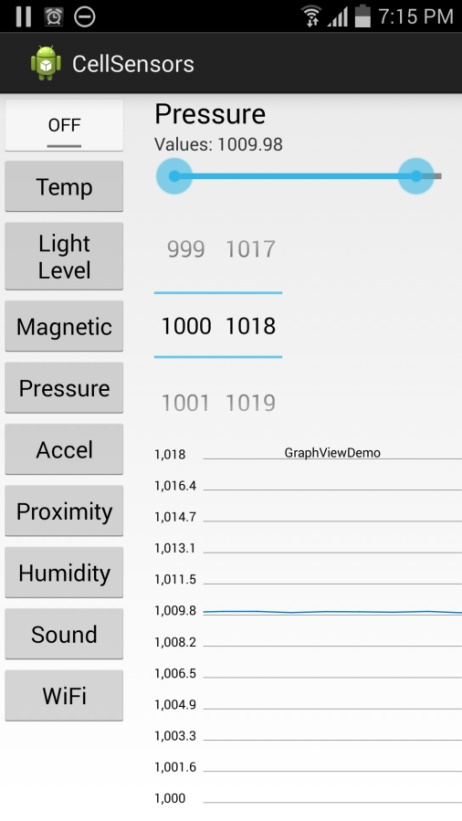 7:15 PM
CellSensors
OFF
Temp
Light
Level
Magnetic
Pressure
Accel
Proximity
Humidity
Sound
WiFi
Pressure
Values: 1009.98
999 1017
1000 1018
1001 1019
GraphViewDemo
1,018
1,016.4
1,014.7
1,013.1
1,011.5
1,009.8
1,008.2
1,006.5
1,004.9
1,003.3
1,001.6
1,000